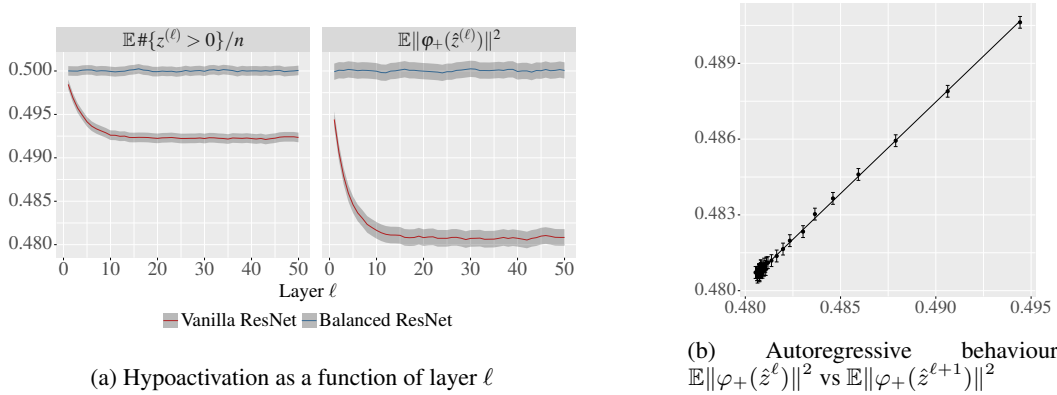 𝔼#{z^(ℓ) > 0}/n
𝔼‖φ₊(ẑ^(ℓ))‖²
0.500
0.495
0.490
0.485
0.480
0 10 20 30 40 50 0 10 20 30 40 50
Layer ℓ
Vanilla ResNet Balanced ResNet
(a) Hypoactivation as a function of layer ℓ
0.489
0.486
0.483
0.480
0.480 0.485 0.490 0.495
(b) Autoregressive behaviour
𝔼‖φ₊(ẑ^ℓ)‖² vs 𝔼‖φ₊(ẑ^ℓ+1)‖²